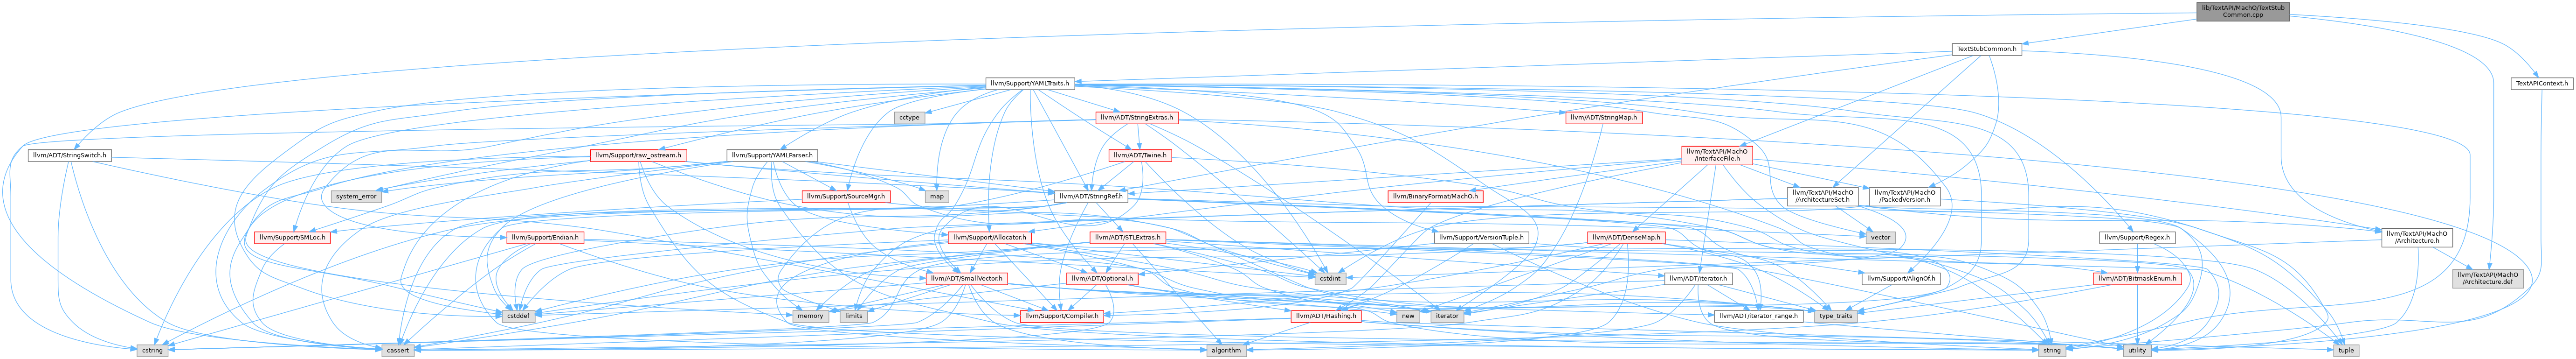 lib/TextAPI/MachO/TextStub
Common.cpp
TextStubCommon.h
llvm/Support/YAMLTraits.h
TextAPIContext.h
cctype
llvm/ADT/StringExtras.h
llvm/ADT/StringMap.h
llvm/ADT/StringSwitch.h
llvm/Support/raw_ostream.h
llvm/Support/YAMLParser.h
llvm/ADT/Twine.h
llvm/TextAPI/MachO
/InterfaceFile.h
system_error
llvm/Support/SourceMgr.h
map
llvm/ADT/StringRef.h
llvm/BinaryFormat/MachO.h
llvm/TextAPI/MachO
/ArchitectureSet.h
llvm/TextAPI/MachO
/PackedVersion.h
llvm/Support/SMLoc.h
llvm/Support/Endian.h
llvm/Support/Allocator.h
llvm/ADT/STLExtras.h
llvm/Support/VersionTuple.h
llvm/ADT/DenseMap.h
vector
llvm/Support/Regex.h
llvm/TextAPI/MachO
/Architecture.h
llvm/ADT/SmallVector.h
llvm/ADT/Optional.h
cstdint
llvm/ADT/iterator.h
llvm/Support/AlignOf.h
llvm/ADT/BitmaskEnum.h
llvm/TextAPI/MachO
/Architecture.def
cstddef
memory
limits
llvm/Support/Compiler.h
llvm/ADT/Hashing.h
new
iterator
llvm/ADT/iterator_range.h
type_traits
cstring
cassert
algorithm
string
utility
tuple